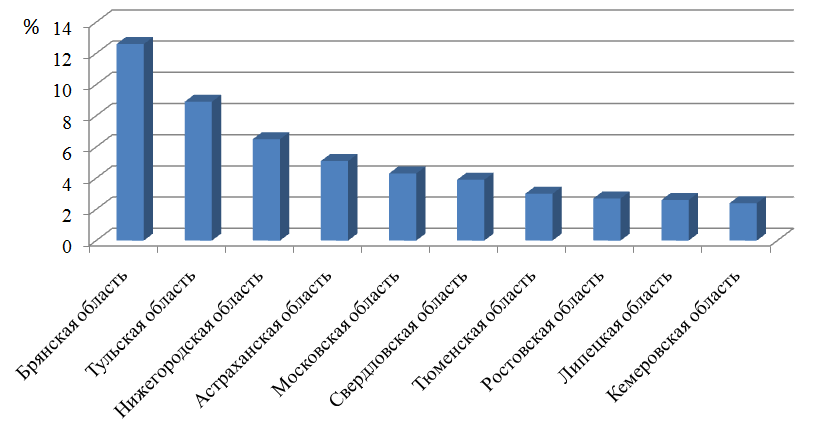 %
14
12
10
8
6
4
2
0
Брянская область
Тульская область
Нижегородская область
Астраханская область
Московская область
Свердловская область
Тюменская область
Ростовская область
Липецкая область
Кемеровская область